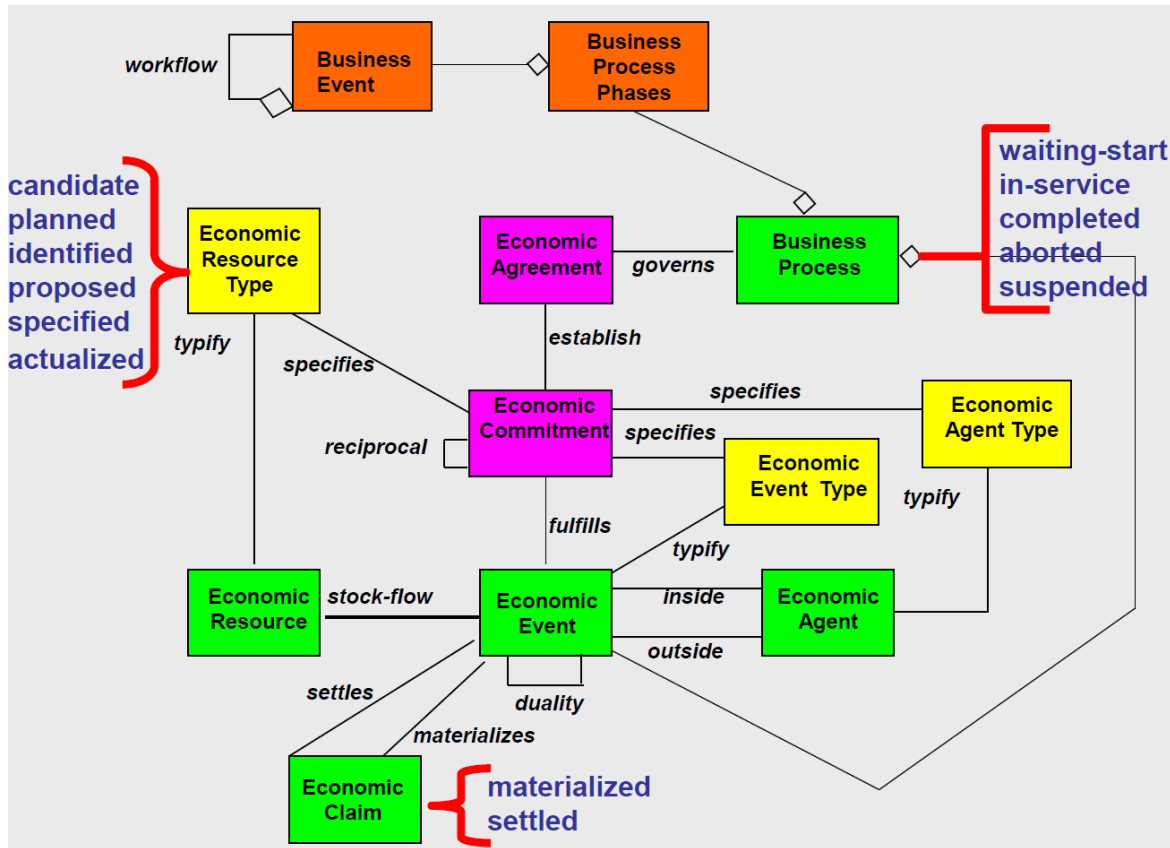 workflow
Business
Event
Business
Process
Phases
candidate
planned
identified
proposed
specified
actualized
Economic
Resource
Type
Economic
Agreement
governs
Business
Process
waiting-start
in-service
completed
aborted
suspended
typify
specifies
establish
reciprocal
Economic
Commitment
specifies
specifies
Economic
Agent Type
Economic
Event Type
typify
fulfills
typify
Economic
Resource
stock-flow
Economic
Event
inside
outside
Economic
Agent
settles
duality
materializes
Economic
Claim
materialized
settled